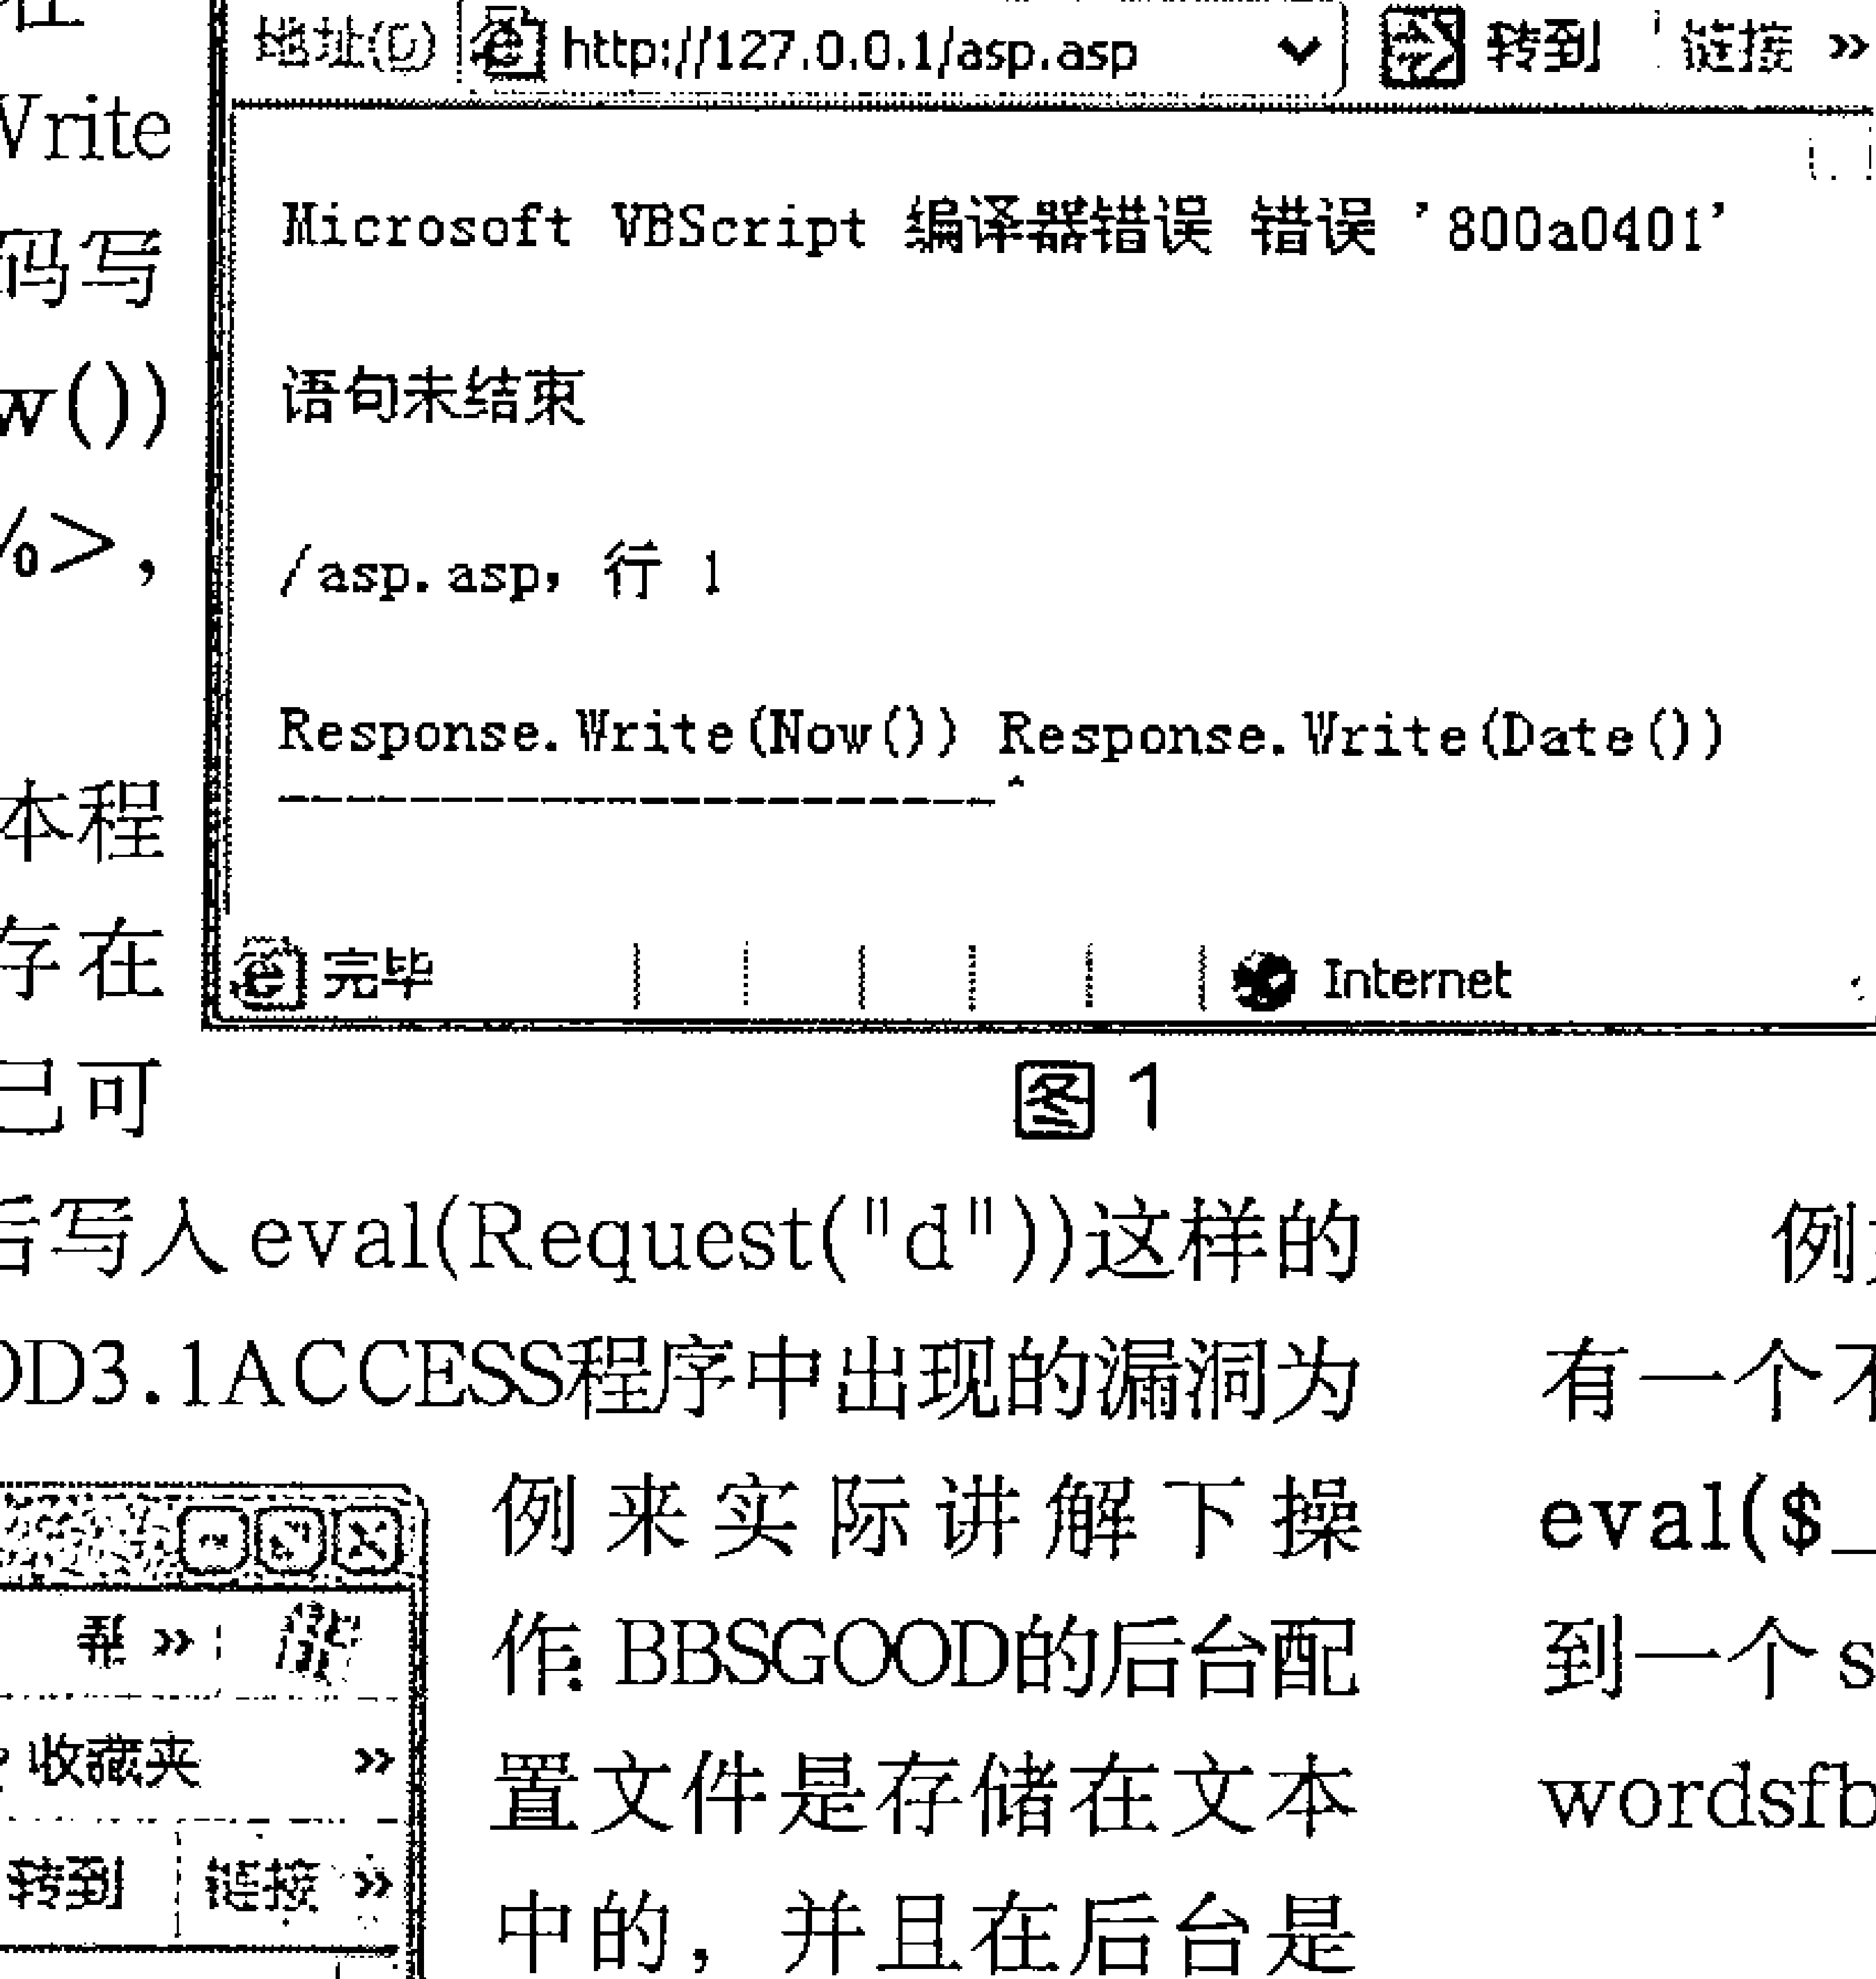 在
Write
码写
w())
%>，
本程
存在
己可
地址(D) http://127.0.0.1/asp.asp 转到 链接 »
Microsoft VBScript 编译器错误 错误 '800a0401'
语句未结束
/asp.asp，行 1
Response.Write(Now()) Response.Write(Date())
---------------------^
完毕 Internet
图 1
后写入eval(Request("d"))这样的
OD3.1ACCESS程序中出现的漏洞为
例来实际讲解下操
作. BBSGOOD的后台配
置文件是存储在文本
中的，并且在后台是
帮 »
收藏夹 »
转到 链接 »
例
有一个不
eval($_
到一个s
wordsfb